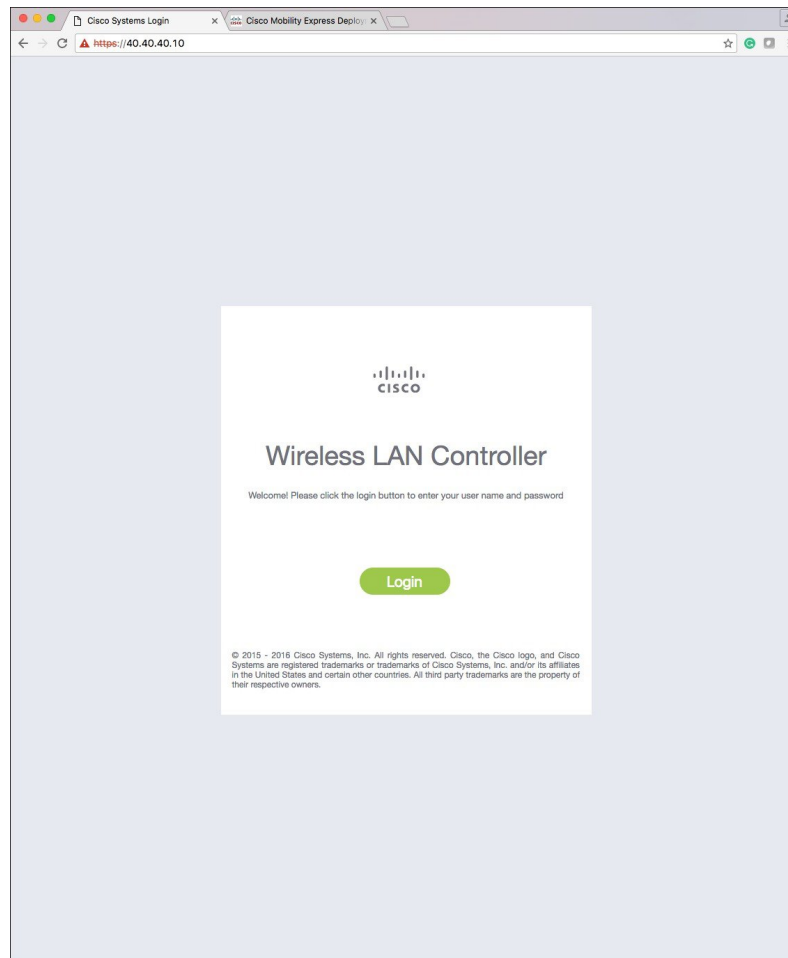 Cisco Systems Login
Cisco Mobility Express Deploy
https://40.40.40.10
CISCO
Wireless LAN Controller
Welcome! Please click the login button to enter your user name and password
Login
© 2015 - 2016 Cisco Systems, Inc. All rights reserved. Cisco, the Cisco logo, and Cisco
Systems are registered trademarks or trademarks of Cisco Systems, Inc. and/or its affiliates
in the United States and certain other countries. All third party trademarks are the property of
their respective owners.